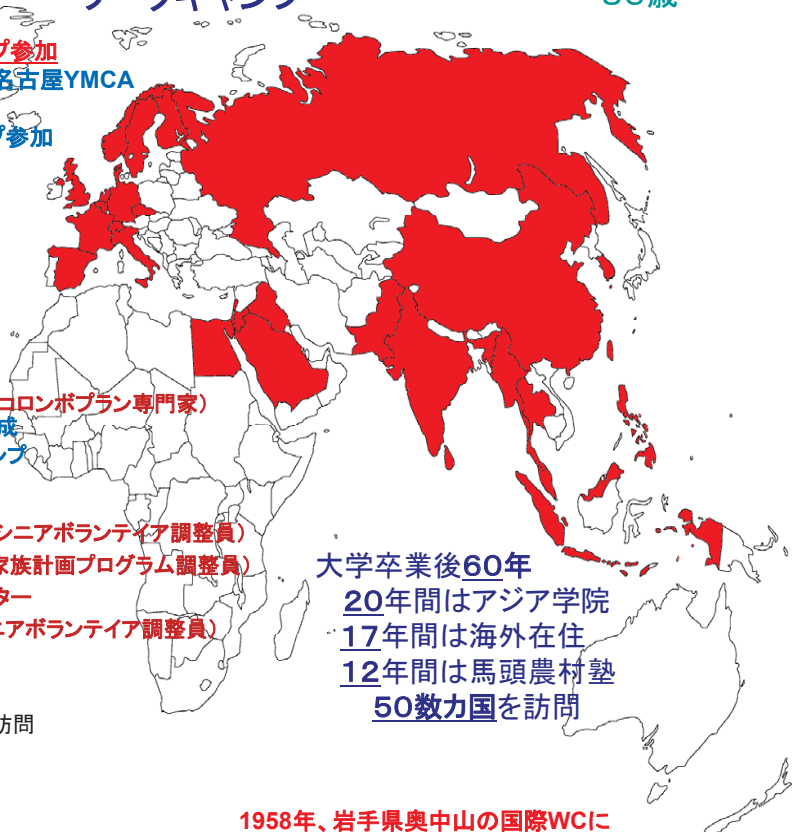 プ参加
名古屋YMCA
プ参加
コロンボプラン専門家）
成
ンプ
シニアボランテイア調整員）
家族計画プログラム調整員）
ター
ニアボランテイア調整員）
訪問
大学卒業後60年
20年間はアジア学院
17年間は海外在住
12年間は馬頭農村塾
50数カ国を訪問
1958年、岩手県奥中山の国際WCに